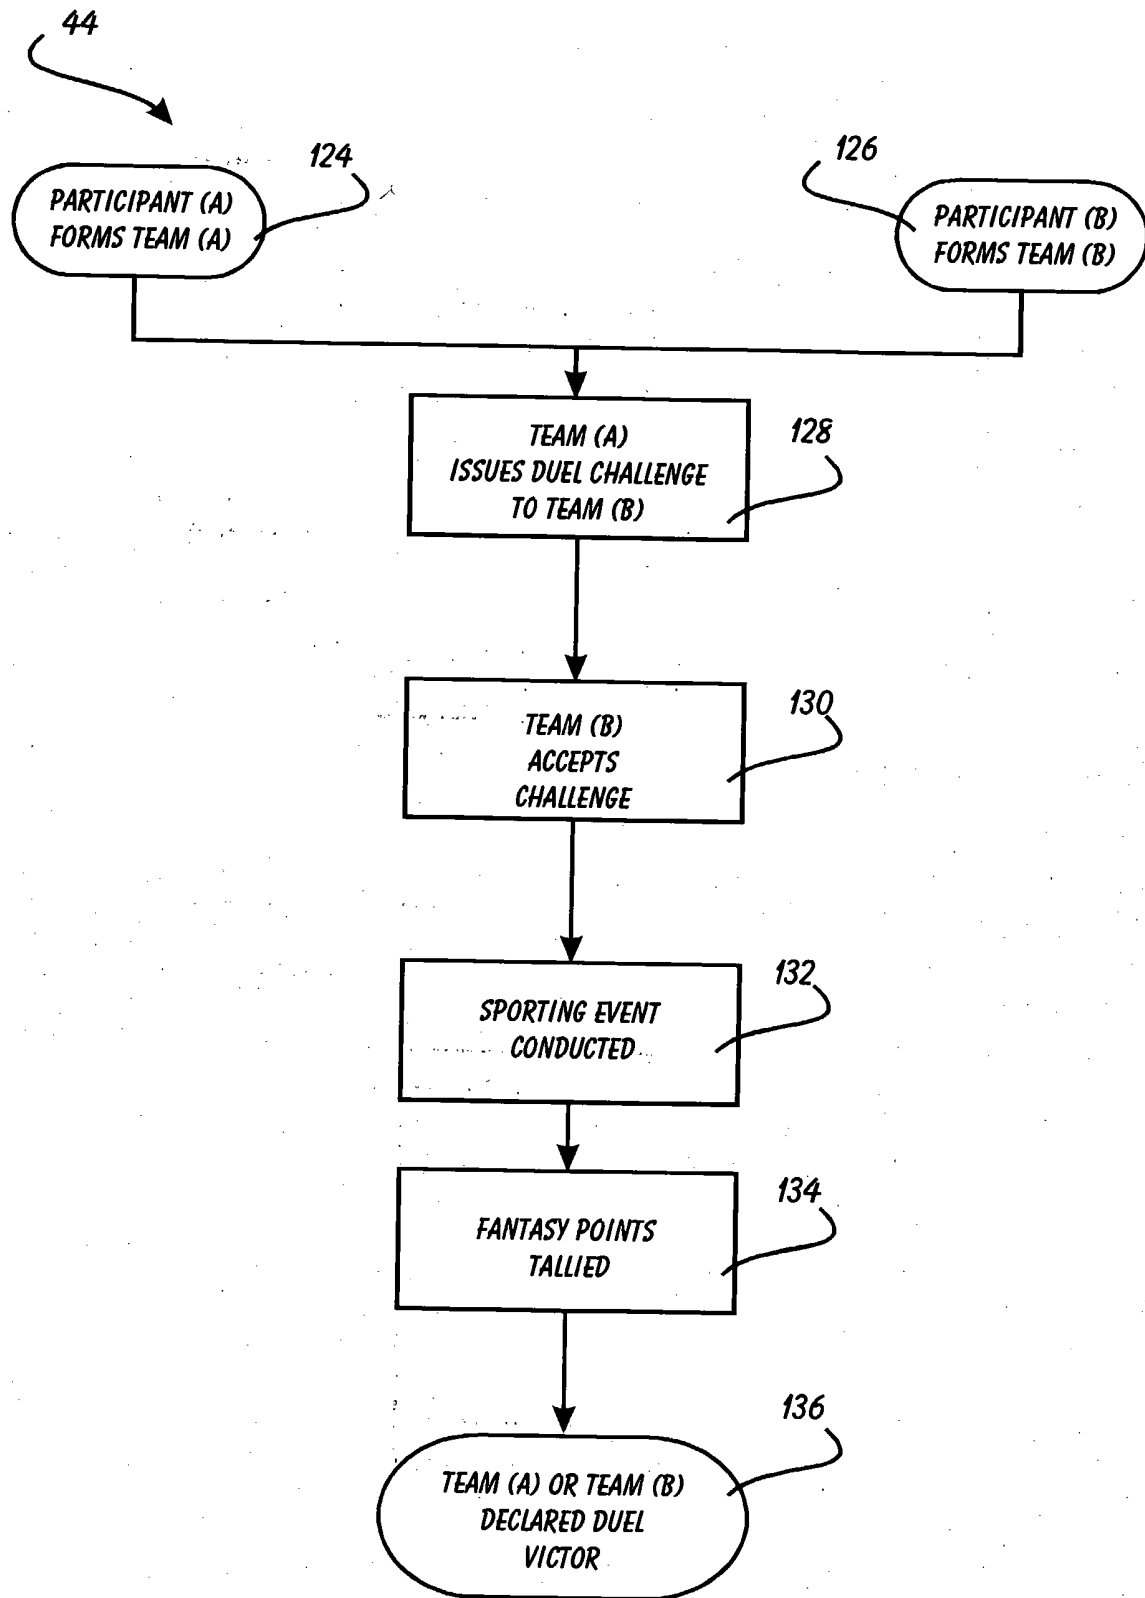 44
124
PARTICIPANT (A)
FORMS TEAM (A)
126
PARTICIPANT (B)
FORMS TEAM (B)
TEAM (A)
ISSUES DUEL CHALLENGE
TO TEAM (B)
128
TEAM (B)
ACCEPTS
CHALLENGE
130
SPORTING EVENT
CONDUCTED
132
FANTASY POINTS
TALLIED
134
TEAM (A) OR TEAM (B)
DECLARED DUEL
VICTOR
136